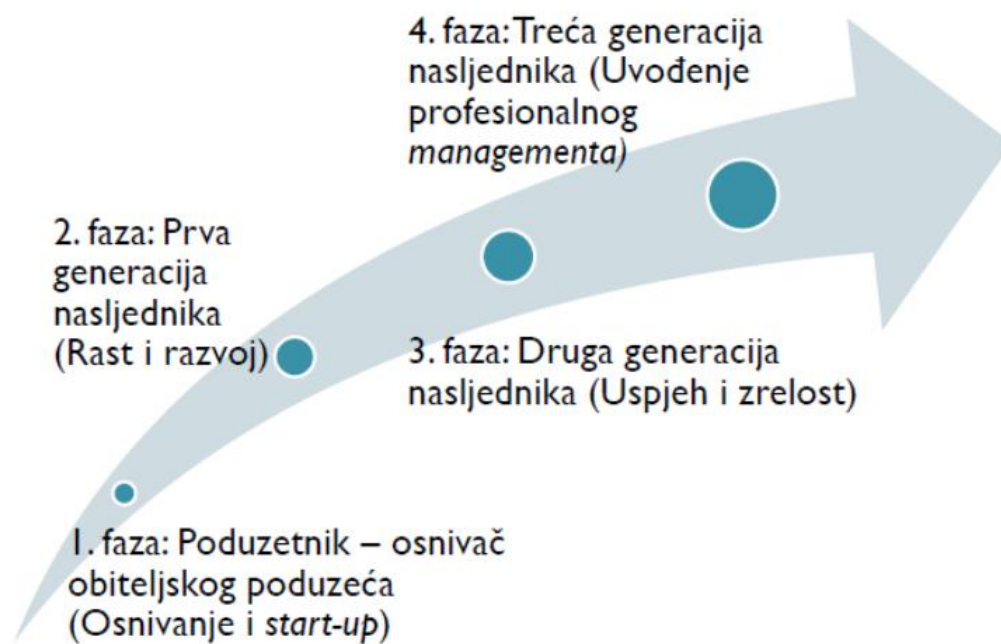 4. faza: Treća generacija
nasljednika (Uvođenje
profesionalnog
managementa)
2. faza: Prva
generacija
nasljednika
(Rast i razvoj)
3. faza: Druga generacija
nasljednika (Uspjeh i zrelost)
1. faza: Poduzetnik – osnivač
obiteljskog poduzeća
(Osnivanje i start-up)